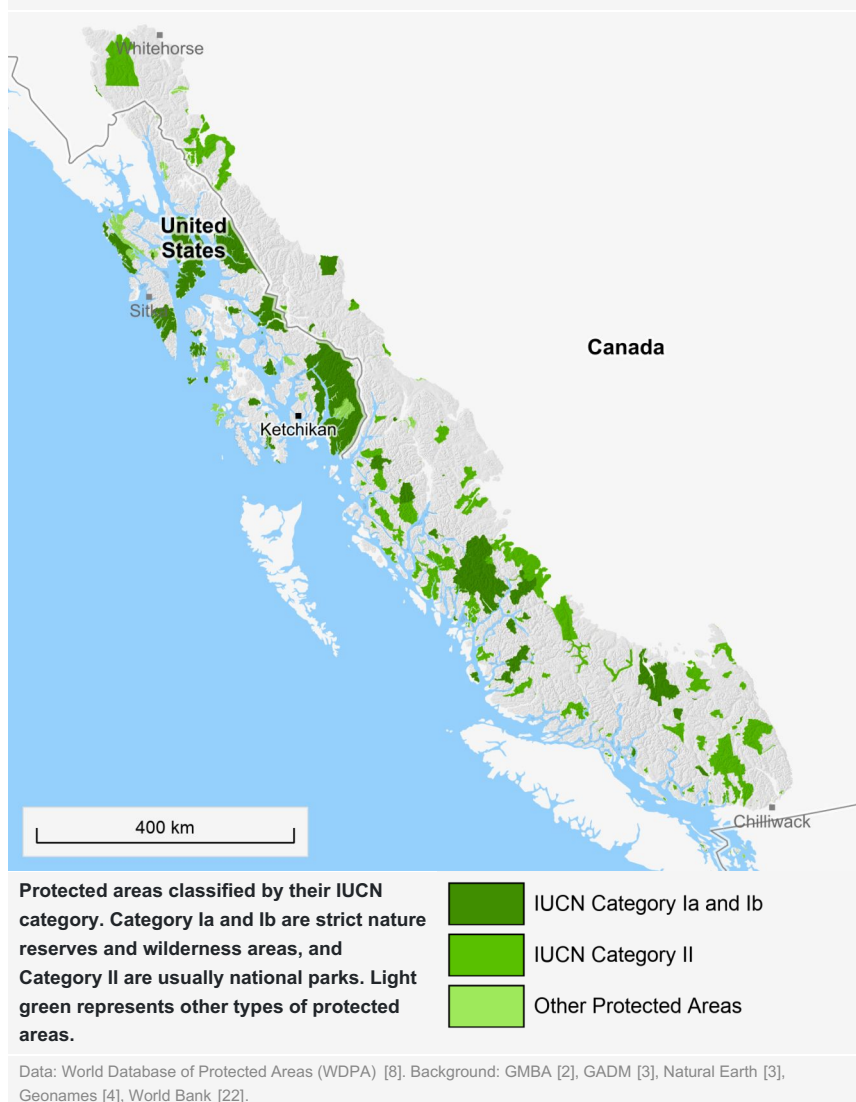 Whitehorse
United
States
Sitka
Canada
Ketchikan
400 km
Chilliwack
Protected areas classified by their IUCN
category. Category Ia and Ib are strict nature
reserves and wilderness areas, and
Category II are usually national parks. Light
green represents other types of protected
areas.
IUCN Category Ia and Ib
IUCN Category II
Other Protected Areas
Data: World Database of Protected Areas (WDPA) [8]. Background: GMBA [2], GADM [3], Natural Earth [3],
Geonames [4], World Bank [22].